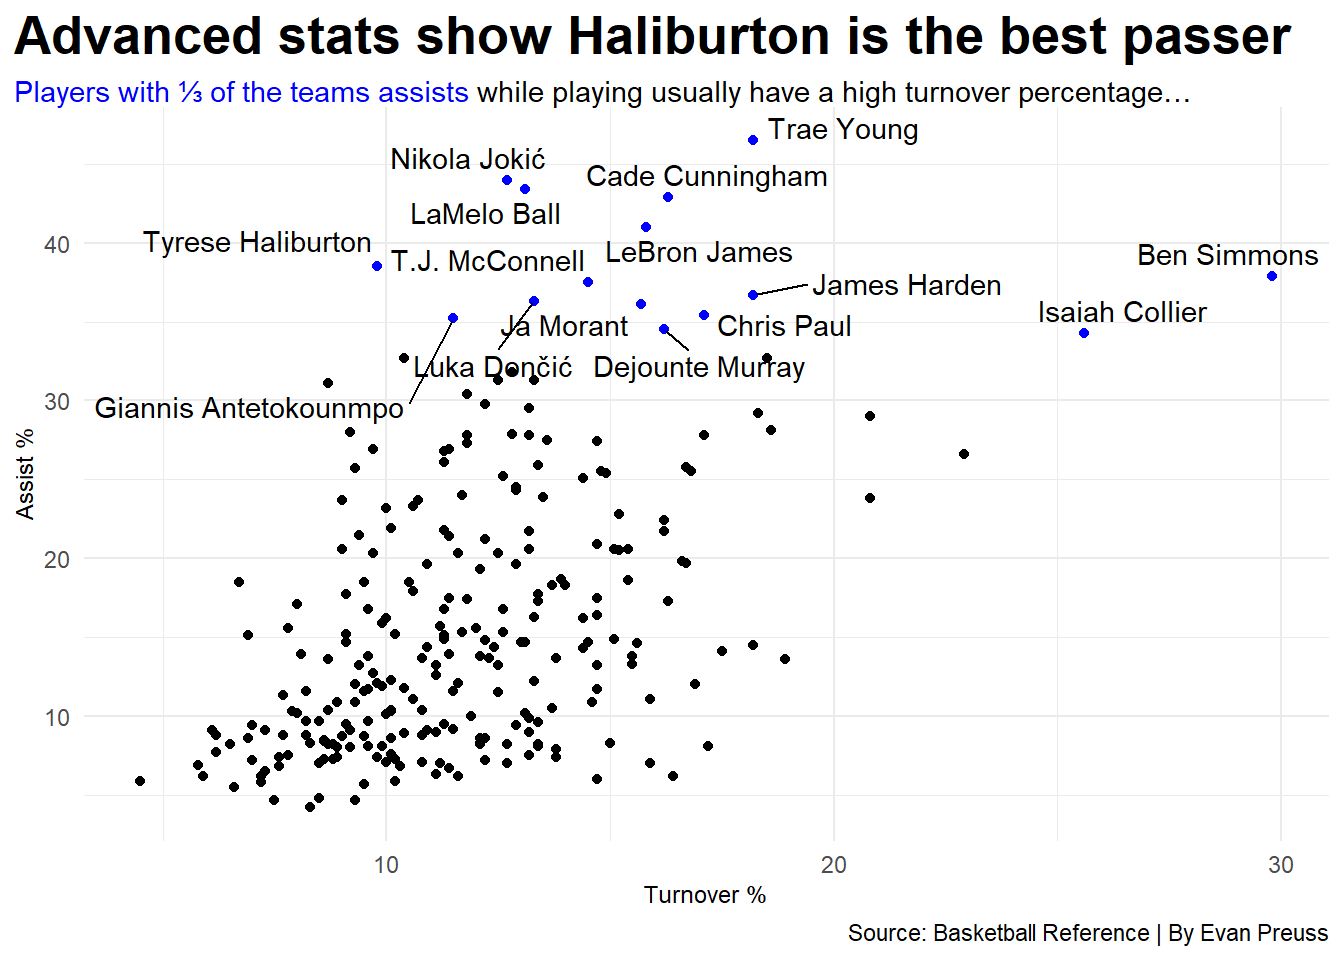 Advanced stats show Haliburton is the best passer
Players with ⅓ of the teams assists while playing usually have a high turnover percentage…
Trae Young
Nikola Jokić
Cade Cunningham
LaMelo Ball
Tyrese Haliburton
T.J. McConnell
LeBron James
Ben Simmons
James Harden
Isaiah Collier
Ja Morant
Chris Paul
Luka Dončić
Dejounte Murray
Giannis Antetokounmpo
Assist %
40
30
20
10
10
20
30
Turnover %
Source: Basketball Reference | By Evan Preuss